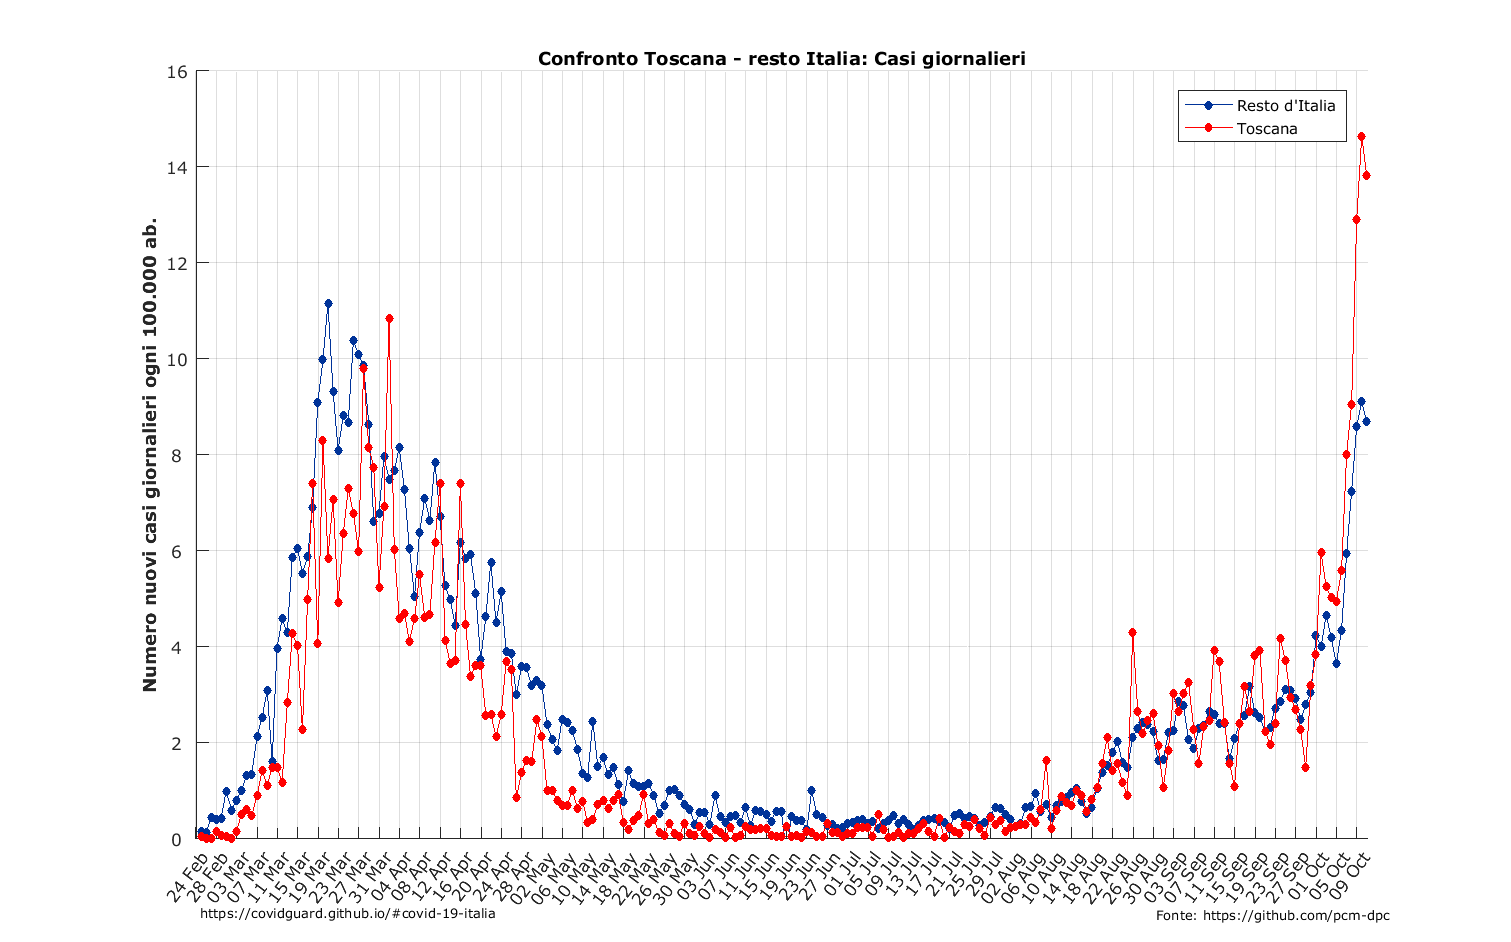 Confronto Toscana - resto Italia: Casi giornalieri
Resto d'Italia
Toscana
Numero nuovi casi giornalieri ogni 100.000 ab.
16
14
12
10
8
6
4
2
0
24 Feb
28 Feb
03 Mar
07 Mar
11 Mar
15 Mar
19 Mar
23 Mar
27 Mar
31 Mar
04 Apr
08 Apr
12 Apr
16 Apr
20 Apr
24 Apr
28 Apr
02 May
06 May
10 May
14 May
18 May
22 May
26 May
30 May
03 Jun
07 Jun
11 Jun
15 Jun
19 Jun
23 Jun
27 Jun
01 Jul
05 Jul
09 Jul
13 Jul
17 Jul
21 Jul
25 Jul
29 Jul
02 Aug
06 Aug
10 Aug
14 Aug
18 Aug
22 Aug
26 Aug
30 Aug
03 Sep
07 Sep
11 Sep
15 Sep
19 Sep
23 Sep
27 Sep
01 Oct
05 Oct
09 Oct
https://covidguard.github.io/#covid-19-italia
Fonte: https://github.com/pcm-dpc